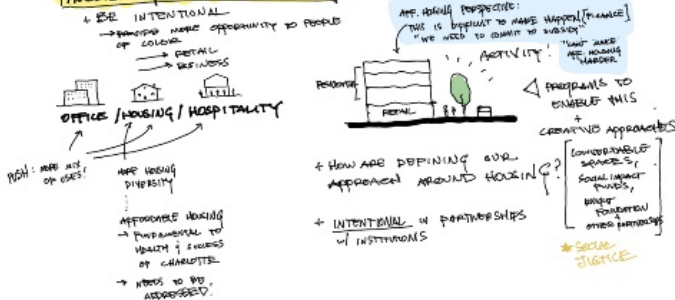 + BE INTENTIONAL
→ PROVIDE MORE OPPORTUNITY TO PEOPLE
OF COLOR
→ RETAIL
→ BUSINESS
OFFICE / HOUSING / HOSPITALITY
PUSH: MORE MIX
OF USES!
MORE HOUSING
DIVERSITY
AFFORDABLE HOUSING
→ FUNDAMENTAL TO
HEALTH & SUCCESS
OF CHARLOTTE
→ NEEDS TO BE
ADDRESSED!
AFF. HOUSING PERSPECTIVE:
THIS IS DIFFICULT TO MAKE HAPPEN [FINANCE]
"WE NEED TO COMMIT TO SUBSIDY"
"CAN'T MAKE
AFF. HOUSING
HARDER
ACTIVITY!
RESIDENTIAL
RETAIL
PROGRAMS TO
ENABLE THIS
+
CREATIVE APPROACHES
SPACES,
SOCIAL IMPACT
FUNDS,
KNIGHT
FOUNDATION
+
OTHER PARTNERSHIPS
+ HOW ARE DEFINING OUR
APPROACH AROUND HOUSING?
+ INTENTIONAL IN PARTNERSHIPS
W/ INSTITUTIONS
★ SOCIAL
JUSTICE